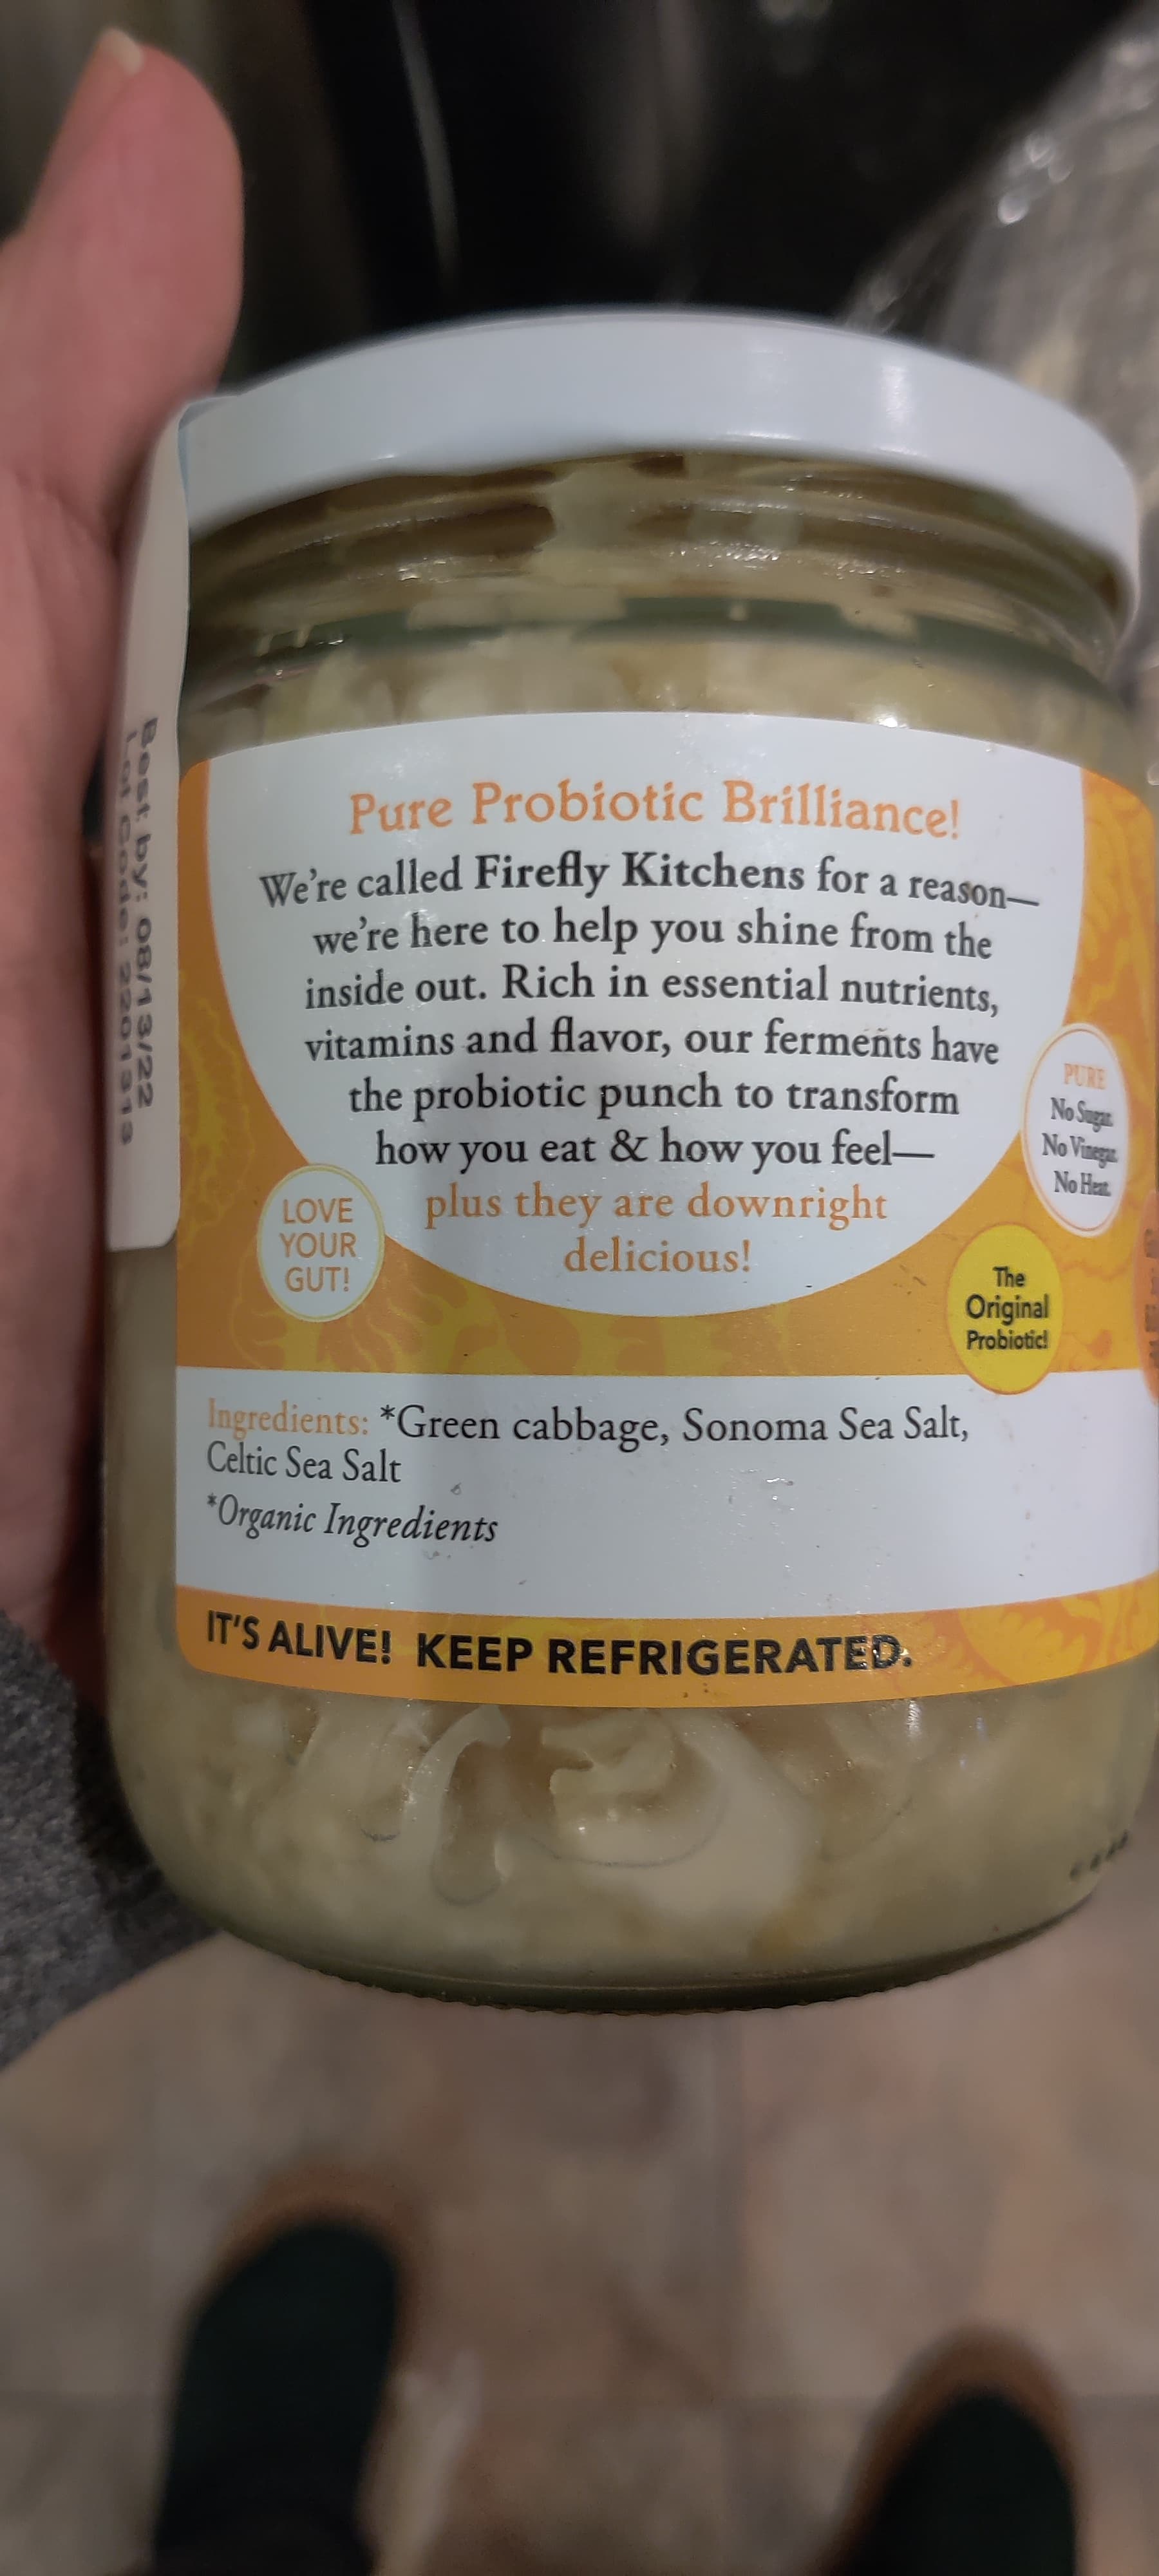 Pure Probiotic Brilliance!
We're called Firefly Kitchens for a reason—
we're here to help you shine from the
inside out. Rich in essential nutrients,
vitamins and flavor, our ferments have
the probiotic punch to transform
how you eat & how you feel—
plus they are downright
delicious!
LOVE
YOUR
GUT!
PURE
No Sugar.
No Vinegar.
No Heat.
The
Original
Probiotic!
Ingredients: *Green cabbage, Sonoma Sea Salt,
Celtic Sea Salt
*Organic Ingredients
IT'S ALIVE! KEEP REFRIGERATED.
Best by: 08/13/22
Lot Code: 2201313